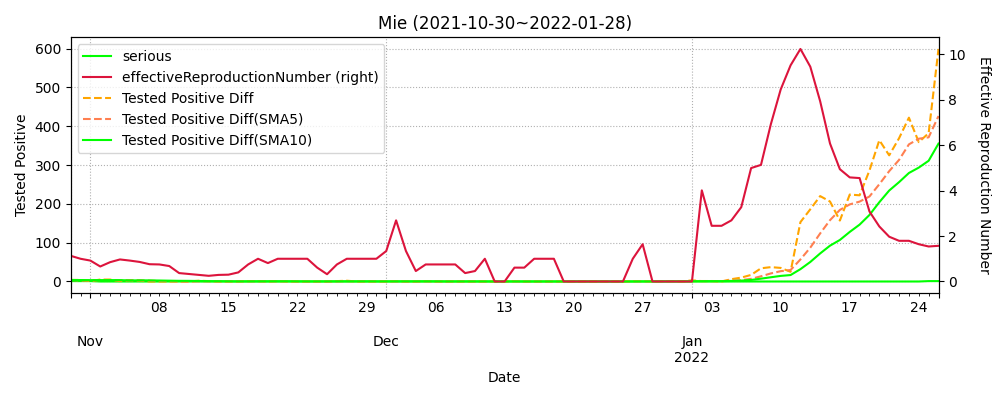 Mie (2021-10-30~2022-01-28)
serious
effectiveReproductionNumber (right)
Tested Positive Diff
Tested Positive Diff(SMA5)
Tested Positive Diff(SMA10)
Tested Positive
600
500
400
300
200
100
0
Effective Reproduction Number
10
8
6
4
2
0
08 15 22 29 06 13 20 27 03 10 17 24
Nov Dec Jan
2022
Date